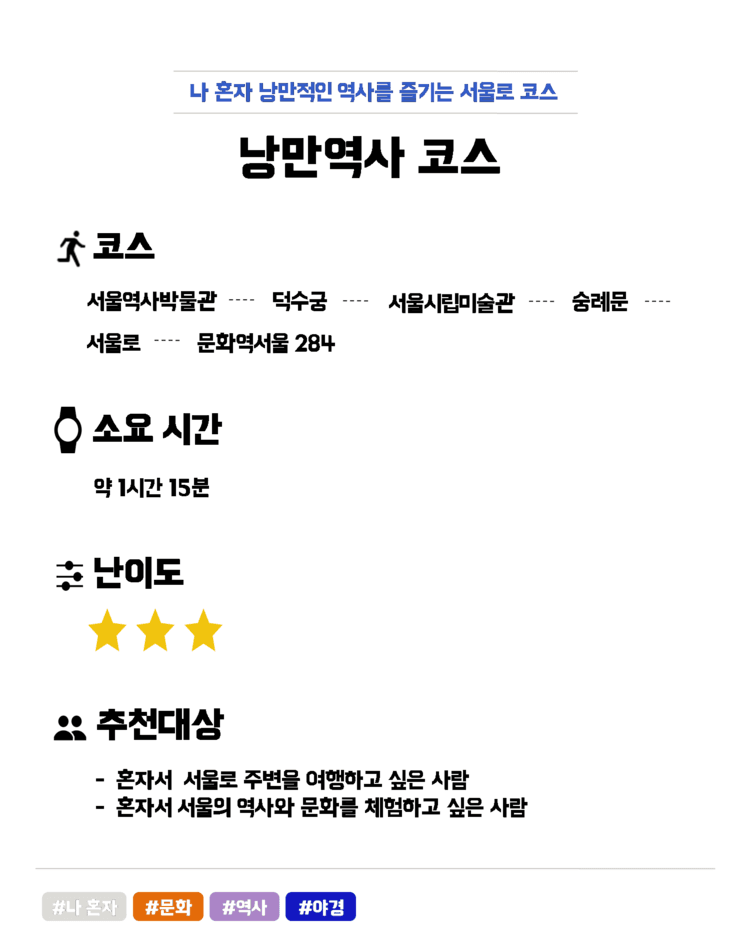 나 혼자 낭만적인 역사를 즐기는 서울로 코스
낭만역사 코스
코스
서울역사박물관 ---- 덕수궁 ---- 서울시립미술관 ---- 숭례문 ----
서울로 ---- 문화역서울 284
소요 시간
약 1시간 15분
난이도
추천대상
- 혼자서 서울로 주변을 여행하고 싶은 사람
- 혼자서 서울의 역사와 문화를 체험하고 싶은 사람
#나 혼자 #문화 #역사 #야경